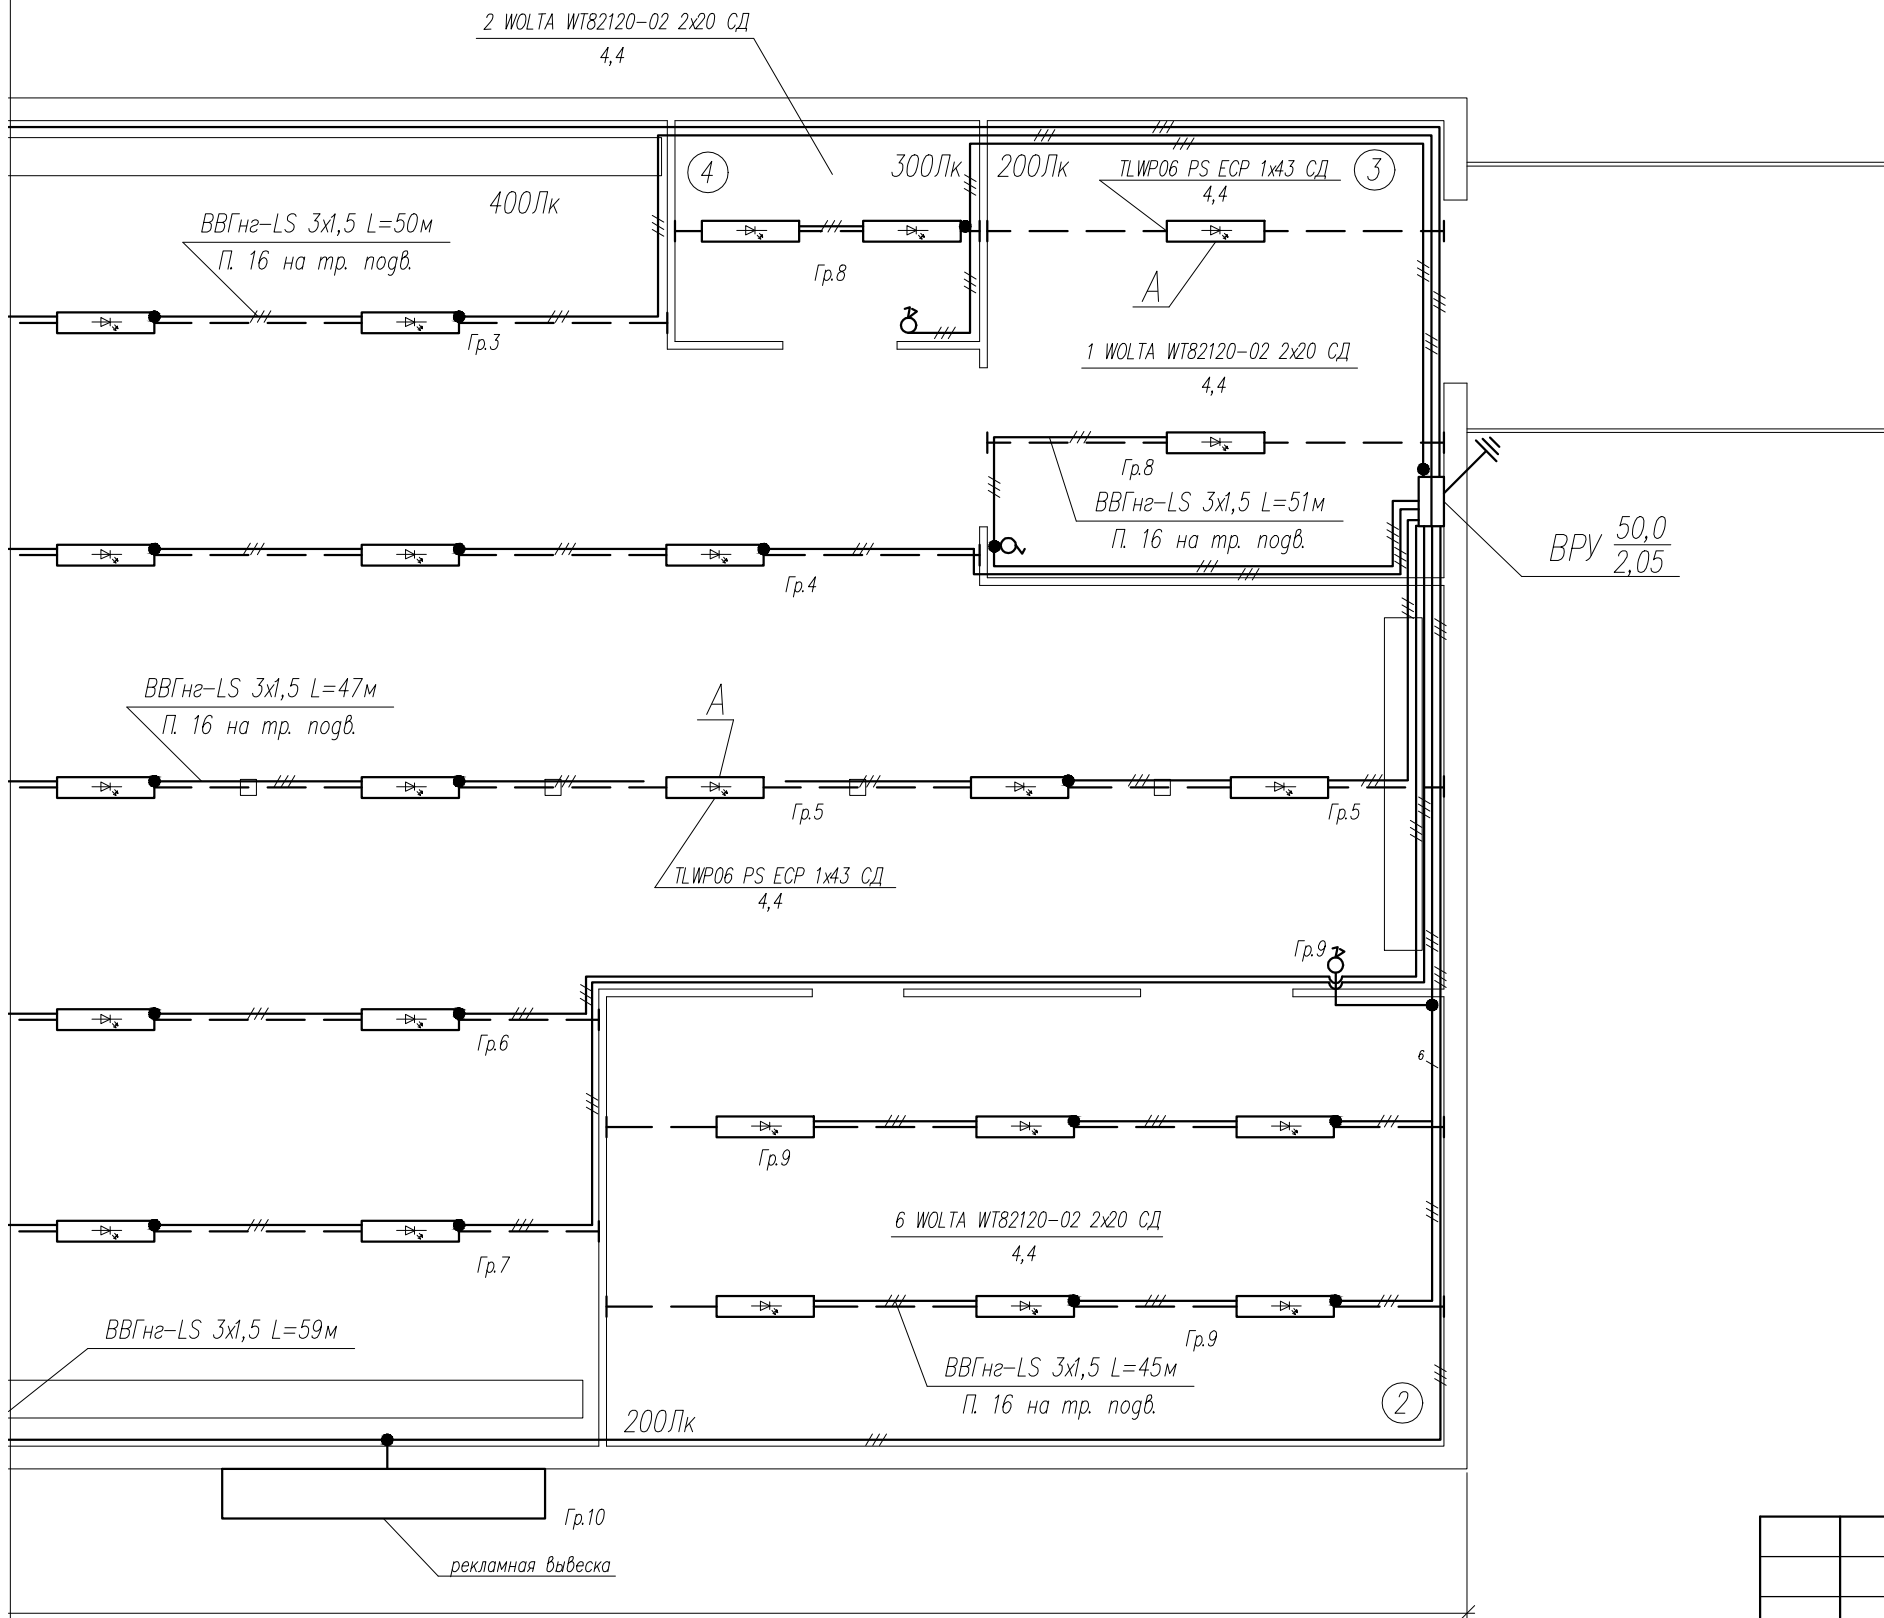 2 WOLTA WT82120-02 2x20 СД
4,4
4
300Лк
200Лк
TLWP06 PS ECP 1x43 СД
4,4
3
400Лк
ВВГнг-LS 3x1,5 L=50м
П. 16 на тр. подв.
Гр.8
А
Гр.3
1 WOLTA WT82120-02 2x20 СД
4,4
Гр.8
ВВГнг-LS 3x1,5 L=51м
П. 16 на тр. подв.
ВРУ 50,0
2,05
Гр.4
ВВГнг-LS 3x1,5 L=47м
П. 16 на тр. подв.
А
Гр.5
Гр.5
TLWP06 PS ECP 1x43 СД
4,4
Гр.9
Гр.6
6
Гр.9
6 WOLTA WT82120-02 2x20 СД
4,4
Гр.7
ВВГнг-LS 3x1,5 L=59м
Гр.9
ВВГнг-LS 3x1,5 L=45м
П. 16 на тр. подв.
2
200Лк
Гр.10
рекламная вывеска